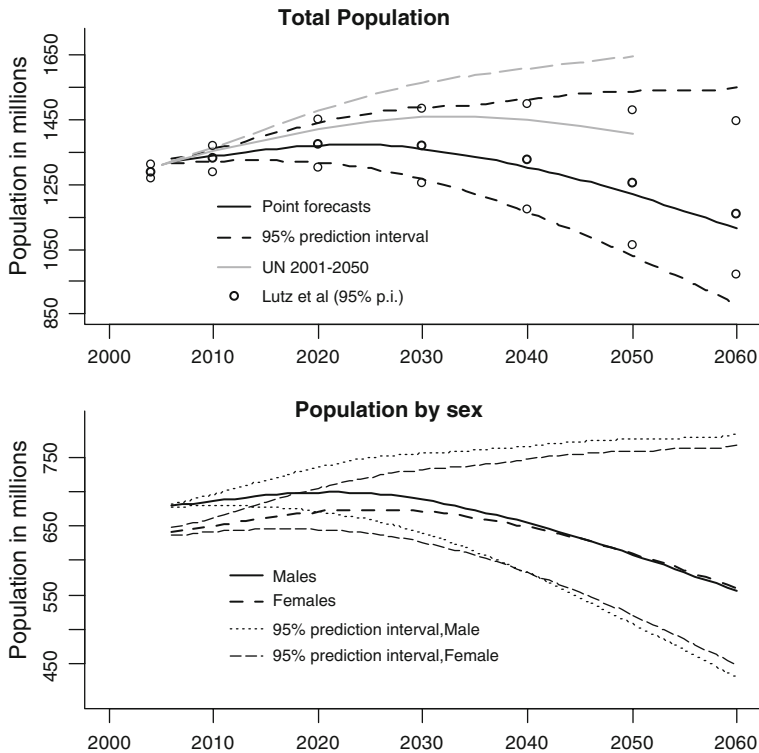 Total Population
Population in millions
1650
1450
1250
1050
850
Point forecasts
95% prediction interval
UN 2001-2050
Lutz et al (95% p.i.)
2000 2010 2020 2030 2040 2050 2060
Population by sex
Population in millions
750
650
550
450
Males
Females
95% prediction interval,Male
95% prediction interval,Female
2000 2010 2020 2030 2040 2050 2060